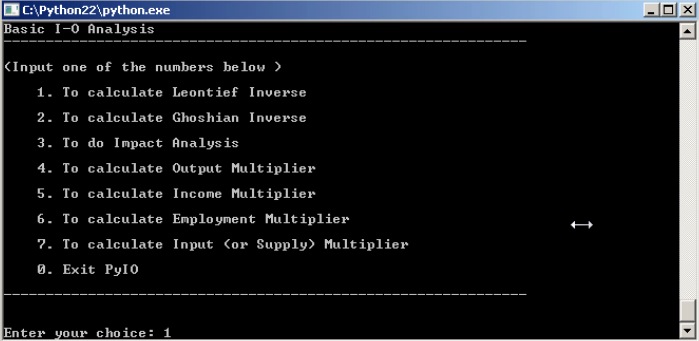 C:\Python22\python.exe
Basic I-O Analysis
------------------------------------------------------------
(Input one of the numbers below )
1. To calculate Leontief Inverse
2. To calculate Ghoshian Inverse
3. To do Impact Analysis
4. To calculate Output Multiplier
5. To calculate Income Multiplier
6. To calculate Employment Multiplier
7. To calculate Input (or Supply) Multiplier
0. Exit PyIO
------------------------------------------------------------
Enter your choice: 1